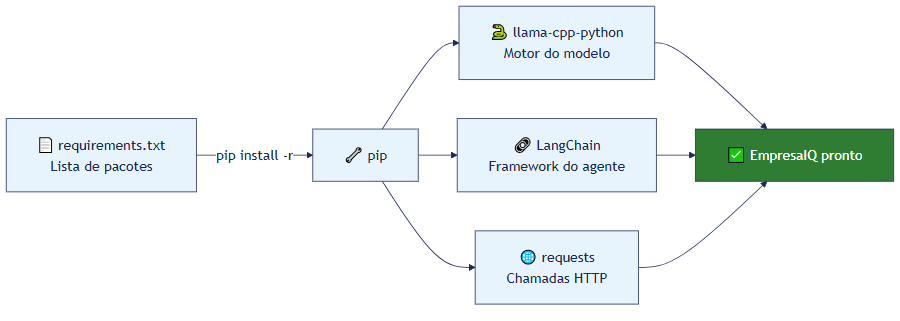 requirements.txt
Lista de pacotes
pip install -r
pip
llama-cpp-python
Motor do modelo
LangChain
Framework do agente
requests
Chamadas HTTP
EmpresaIQ pronto